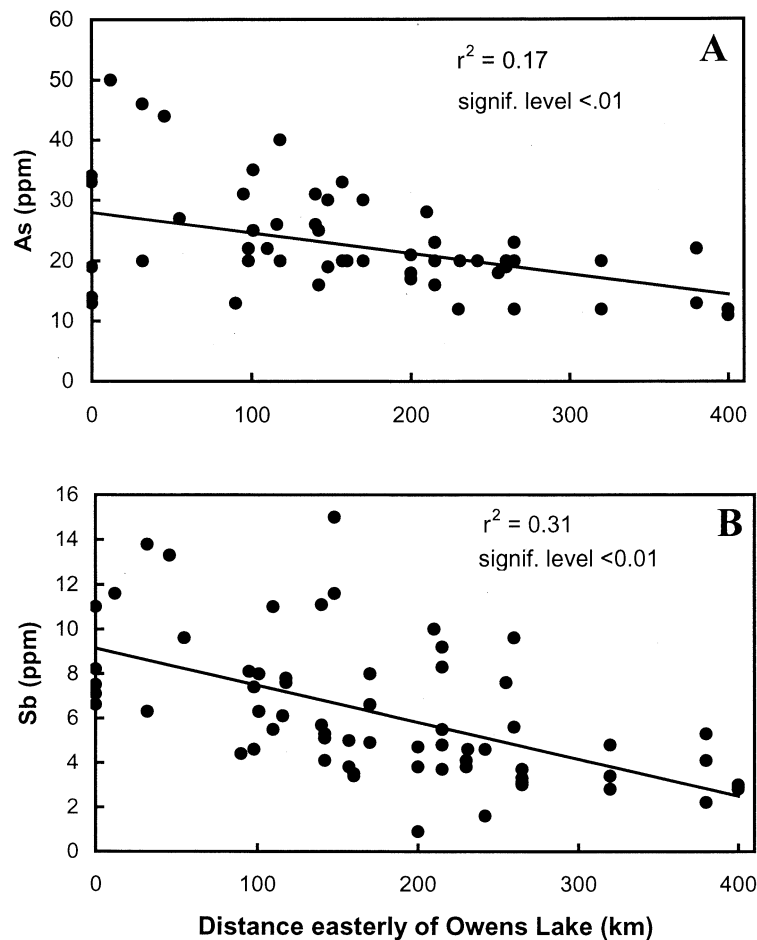 60
A
r² = 0.17
50
signif. level <.01
40
As (ppm)
30
20
10
0
0 100 200 300 400
16
B
r² = 0.31
14
signif. level <0.01
12
10
8
Sb (ppm)
6
4
2
0
0 100 200 300 400
Distance easterly of Owens Lake (km)